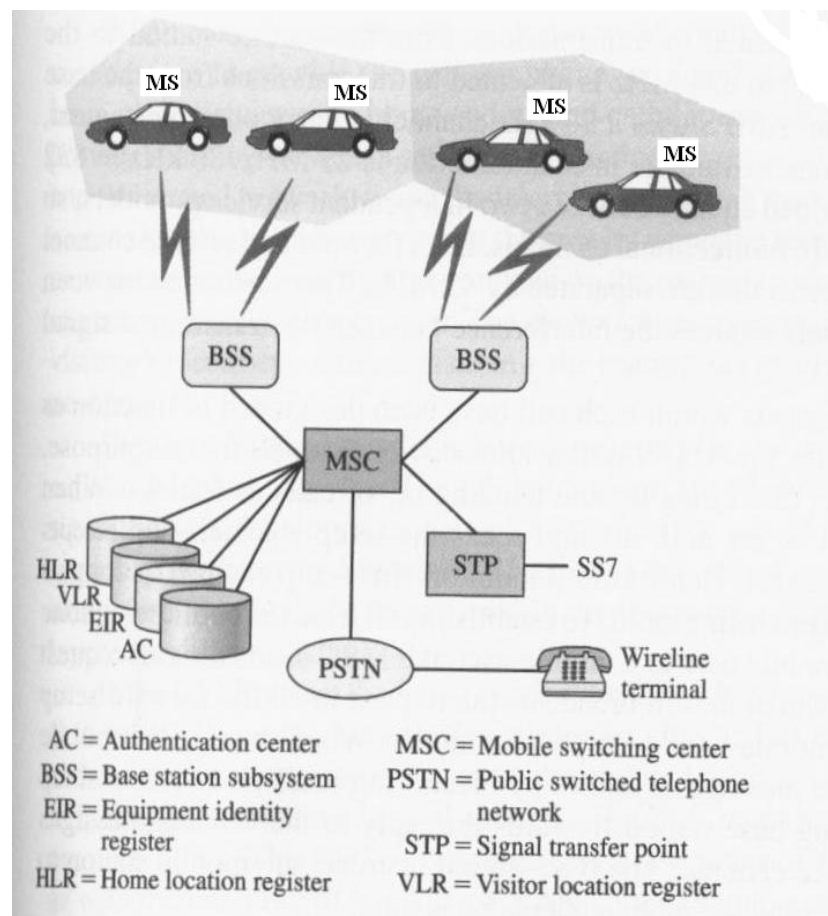 MS
MS
MS
MS
BSS
BSS
MSC
STP
SS7
HLR
VLR
EIR
AC
PSTN
Wireline
terminal
AC = Authentication center
BSS = Base station subsystem
EIR = Equipment identity
register
HLR = Home location register
MSC = Mobile switching center
PSTN = Public switched telephone
network
STP = Signal transfer point
VLR = Visitor location register